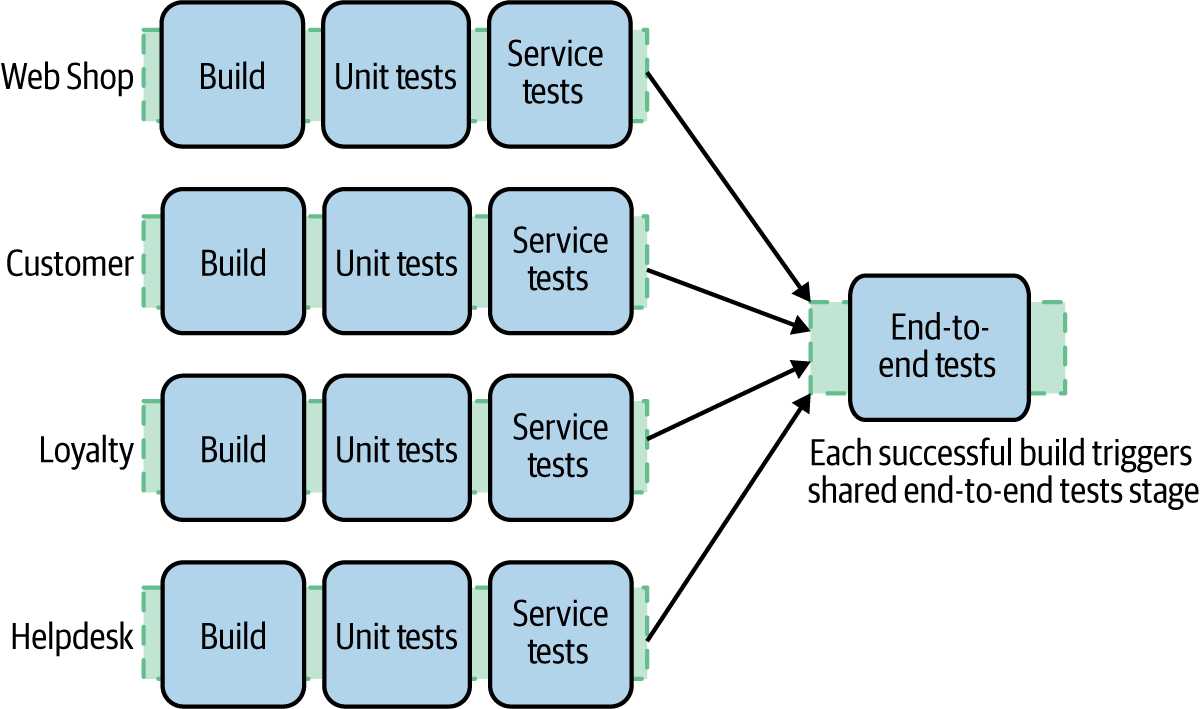 Web Shop
Build
Unit tests
Service
tests
Customer
Build
Unit tests
Service
tests
End-to-
end tests
Each successful build triggers
shared end-to-end tests stage
Loyalty
Build
Unit tests
Service
tests
Helpdesk
Build
Unit tests
Service
tests